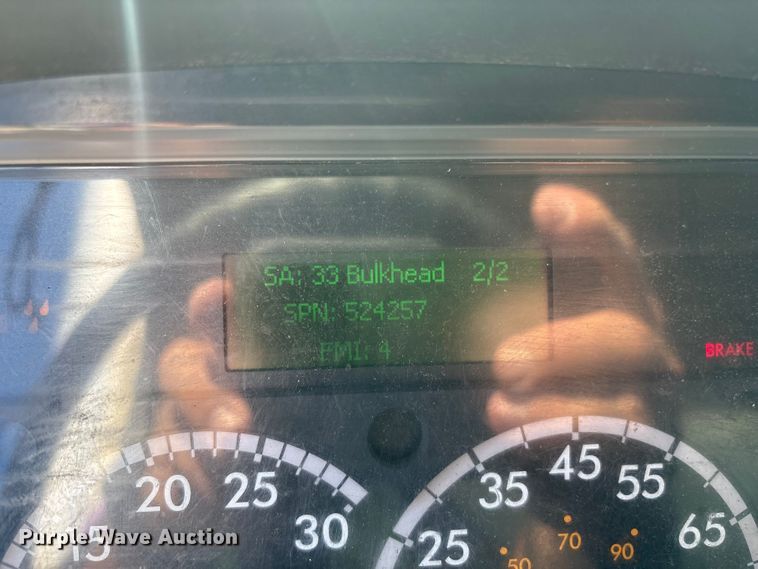 SA: 33 Bulkhead 2/2
SPN: 524257
FMI: 4
BRAKE
15 20 25 30
25 35 45 55 65
50 70 90
Purple Wave Auction